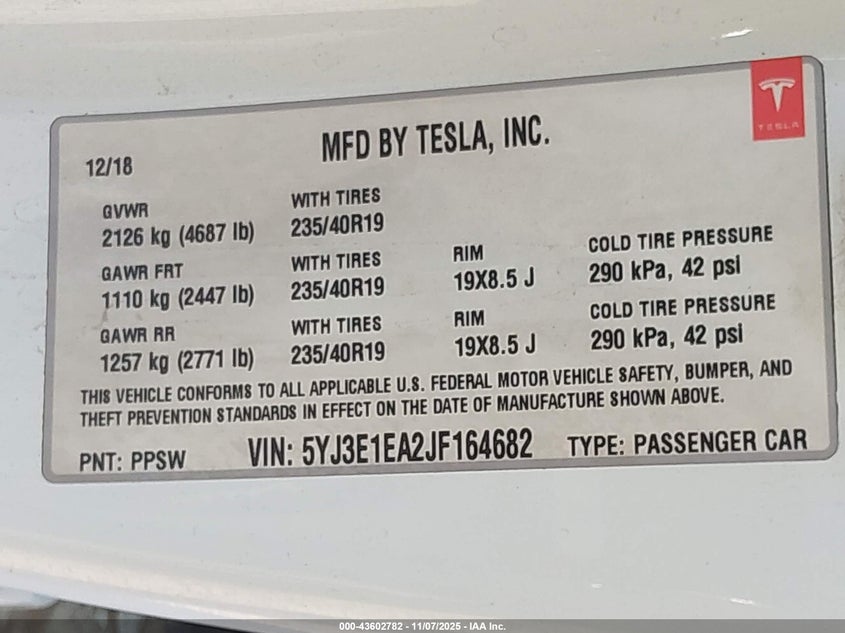 TESLA
MFD BY TESLA, INC.
12/18
GVWR WITH TIRES
2126 kg (4687 lb) 235/40R19
GAWR FRT WITH TIRES RIM COLD TIRE PRESSURE
1110 kg (2447 lb) 235/40R19 19X8.5 J 290 kPa, 42 psi
GAWR RR WITH TIRES RIM COLD TIRE PRESSURE
1257 kg (2771 lb) 235/40R19 19X8.5 J 290 kPa, 42 psi
THIS VEHICLE CONFORMS TO ALL APPLICABLE U.S. FEDERAL MOTOR VEHICLE SAFETY, BUMPER, AND
THEFT PREVENTION STANDARDS IN EFFECT ON THE DATE OF MANUFACTURE SHOWN ABOVE.
PNT: PPSW VIN: 5YJ3E1EA2JF164682 TYPE: PASSENGER CAR
000-43602782 - 11/07/2025 - IAA Inc.